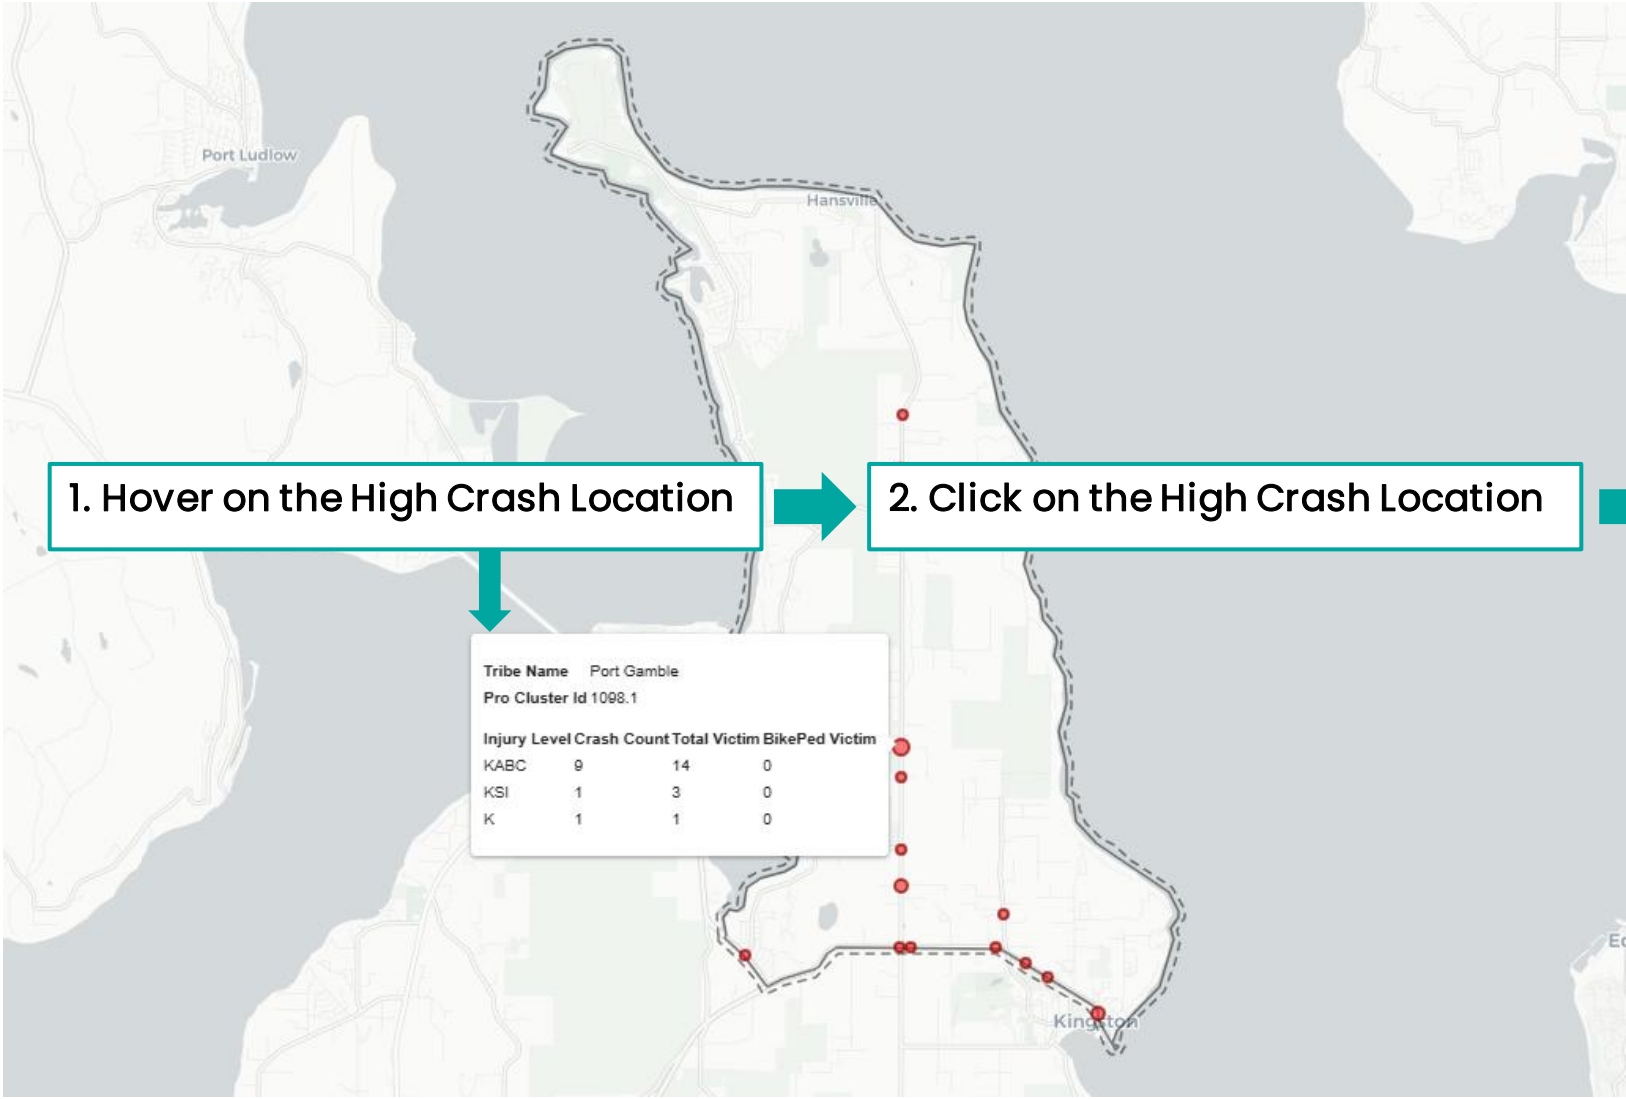 Port Ludlow
Hansville
1. Hover on the High Crash Location
2. Click on the High Crash Location
Tribe Name Port Gamble
Pro Cluster Id 1098.1
Injury Level Crash Count Total Victim BikePed Victim
KABC 9 14 0
KSI 1 3 0
K 1 1 0
Kingston